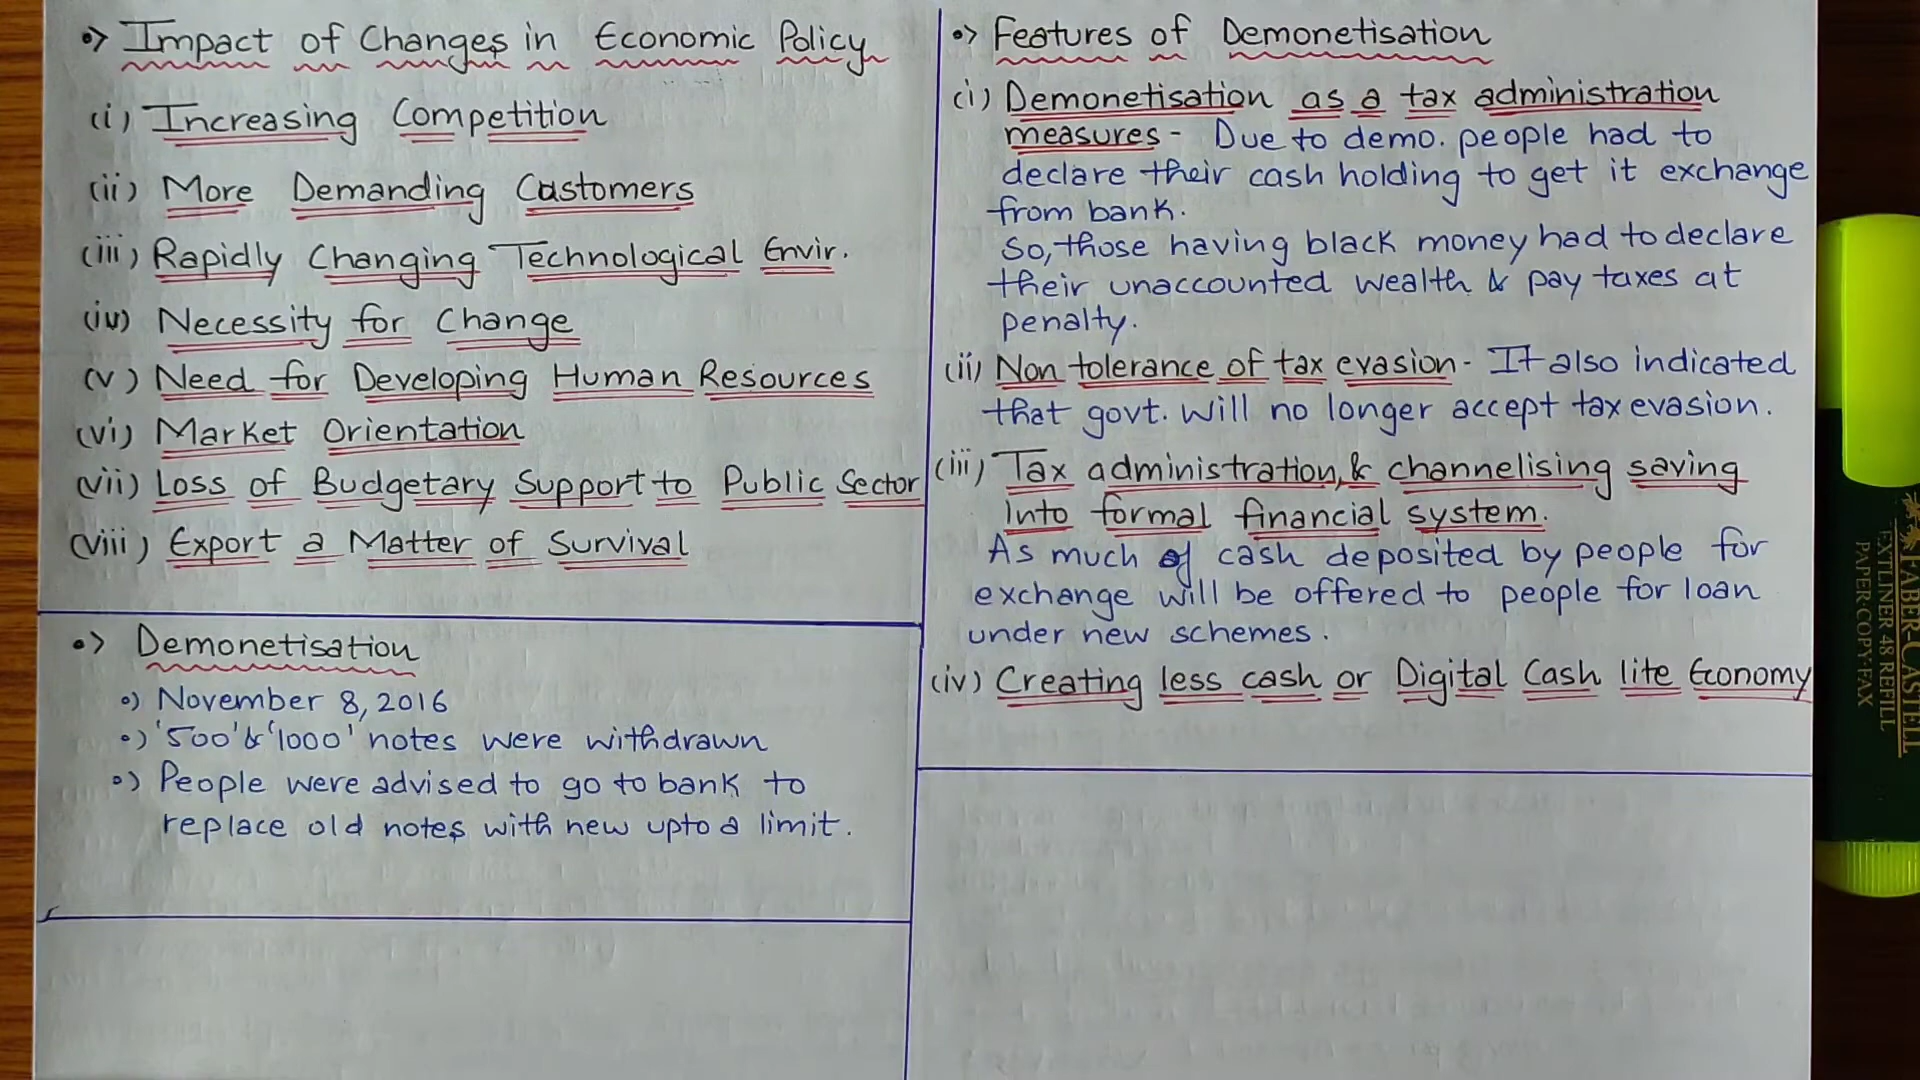 Impact of Changes in Economic Policy
(i) Increasing Competition
(ii) More Demanding Customers
(iii) Rapidly Changing Technological Envir.
(iv) Necessity for Change
(v) Need for Developing Human Resources
(vi) Market Orientation
(vii) Loss of Budgetary Support to Public Sector
(viii) Export a Matter of Survival
Demonetisation
November 8, 2016
'500' & '1000' notes were withdrawn
People were advised to go to bank to
replace old notes with new upto a limit.
Features of Demonetisation
(i) Demonetisation as a tax administration
measures - Due to demo. people had to
declare their cash holding to get it exchange
from bank.
So, those having black money had to declare
their unaccounted wealth & pay taxes at
penalty.
(ii) Non tolerance of tax evasion - It also indicated
that govt. will no longer accept tax evasion.
(iii) Tax administration, & channelising saving
into formal financial system.
As much of cash deposited by people for
exchange will be offered to people for loan
under new schemes.
(iv) Creating less cash or Digital Cash lite Economy
FABER-CASTELL
EXTLINER 48 REFILL
PAPER·COPY·FAX